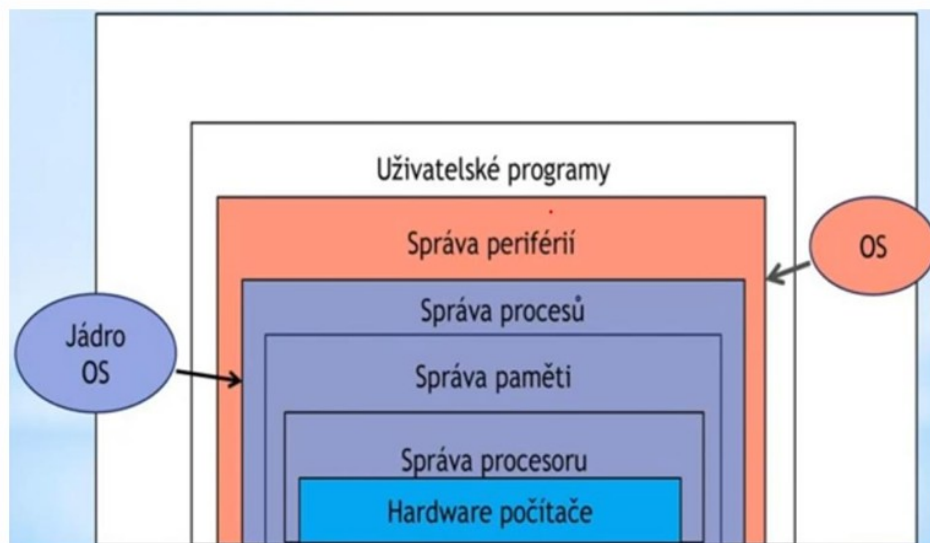 Uživatelské programy
Správa periférií
OS
Správa procesů
Jádro
OS
Správa paměti
Správa procesoru
Hardware počítače